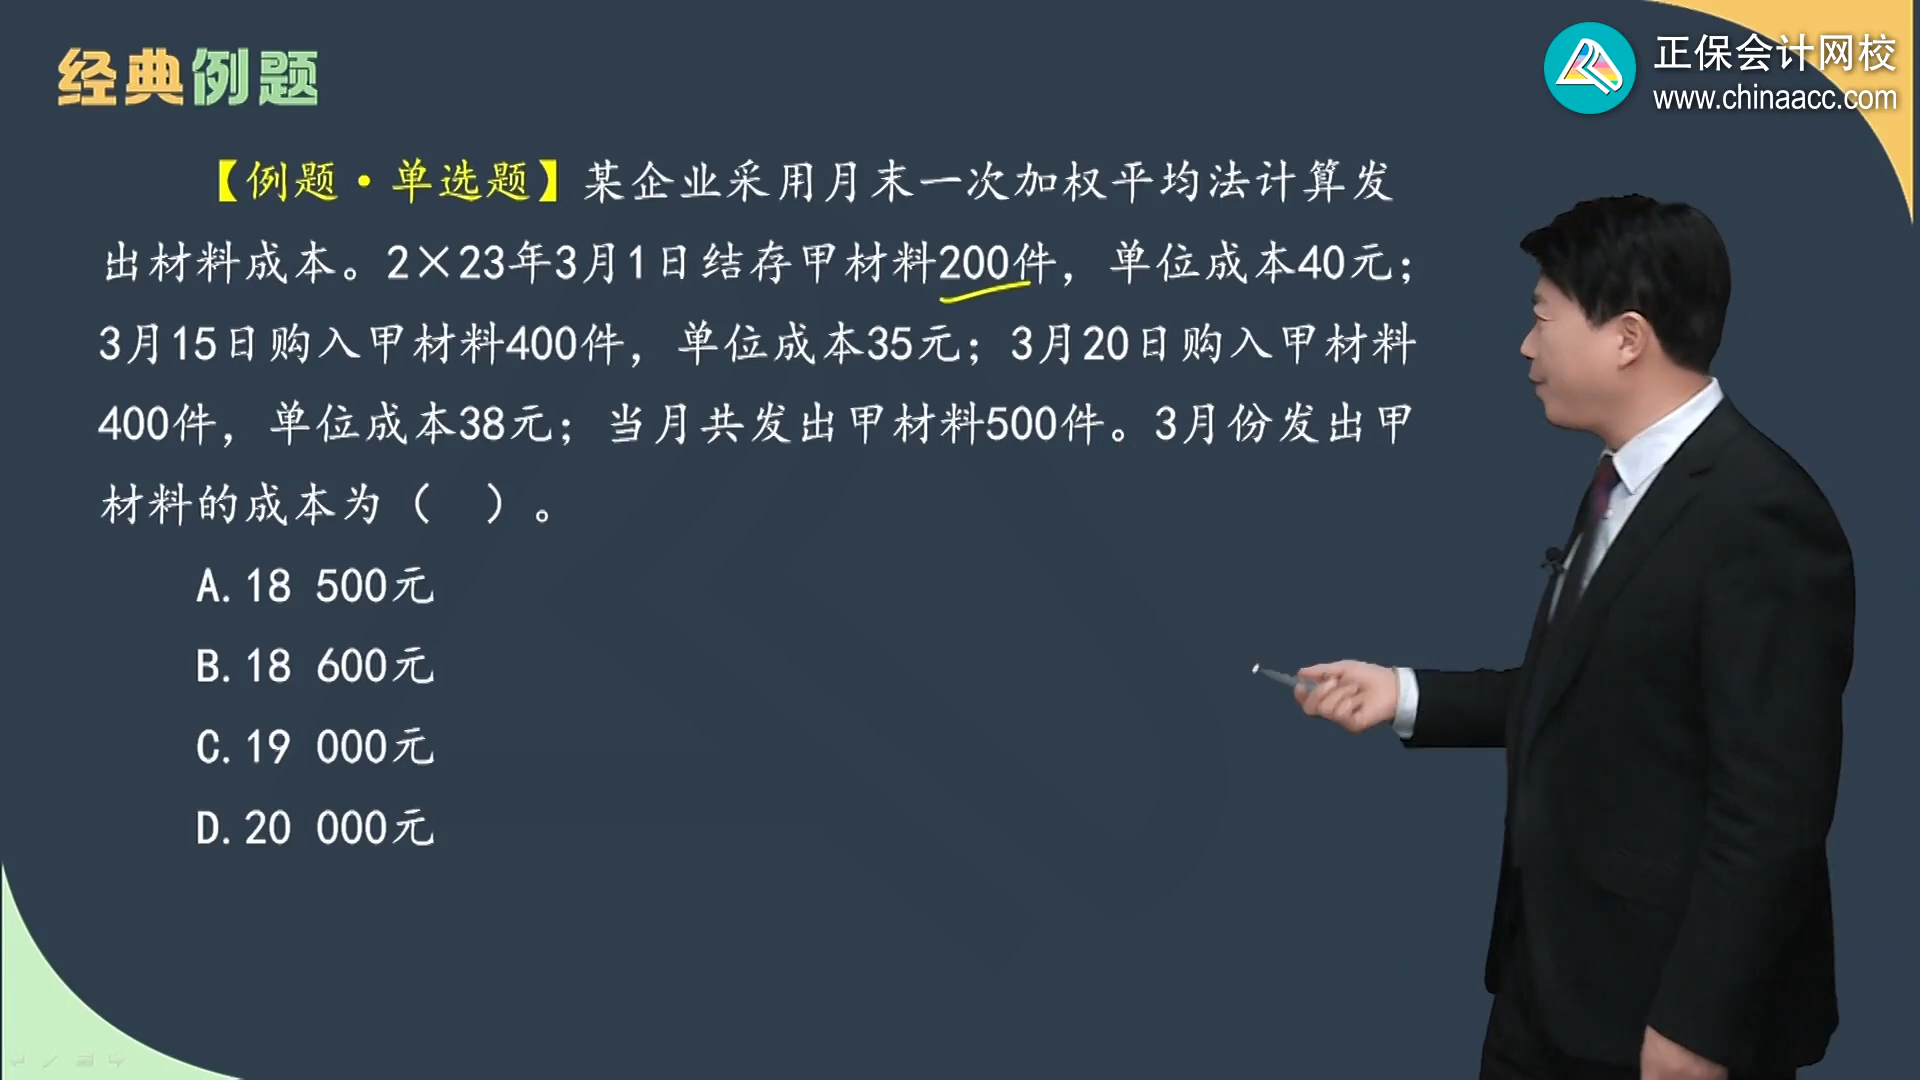 经典例题
正保会计网校
www.chinaacc.com
【例题·单选题】某企业采用月末一次加权平均法计算发
出材料成本。2×23年3月1日结存甲材料200件，单位成本40元；
3月15日购入甲材料400件，单位成本35元；3月20日购入甲材料
400件，单位成本38元；当月共发出甲材料500件。3月份发出甲
材料的成本为（ ）。
A.18 500元
B.18 600元
C.19 000元
D.20 000元